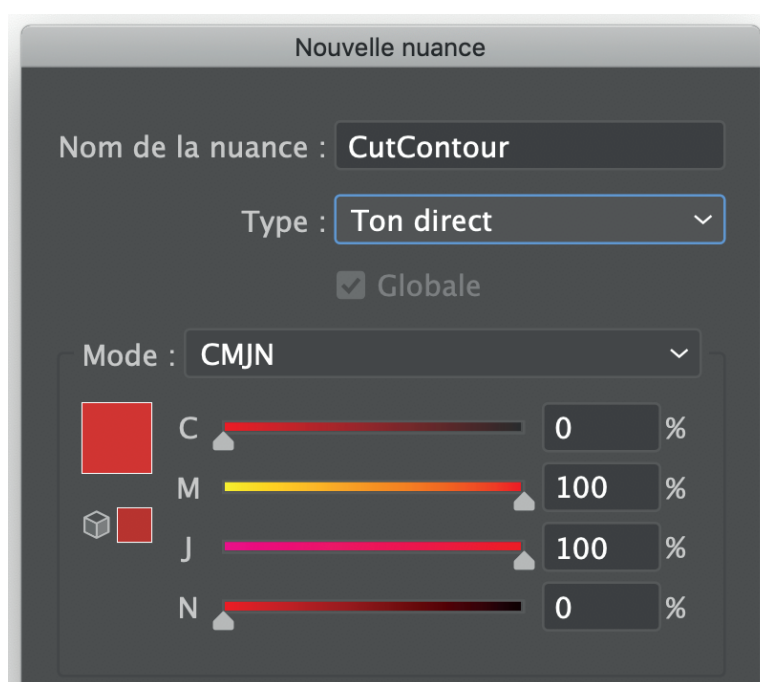 Nouvelle nuance
Nom de la nuance : CutContour
Type : Ton direct
Globale
Mode : CMJN
C 0 %
M 100 %
J 100 %
N 0 %